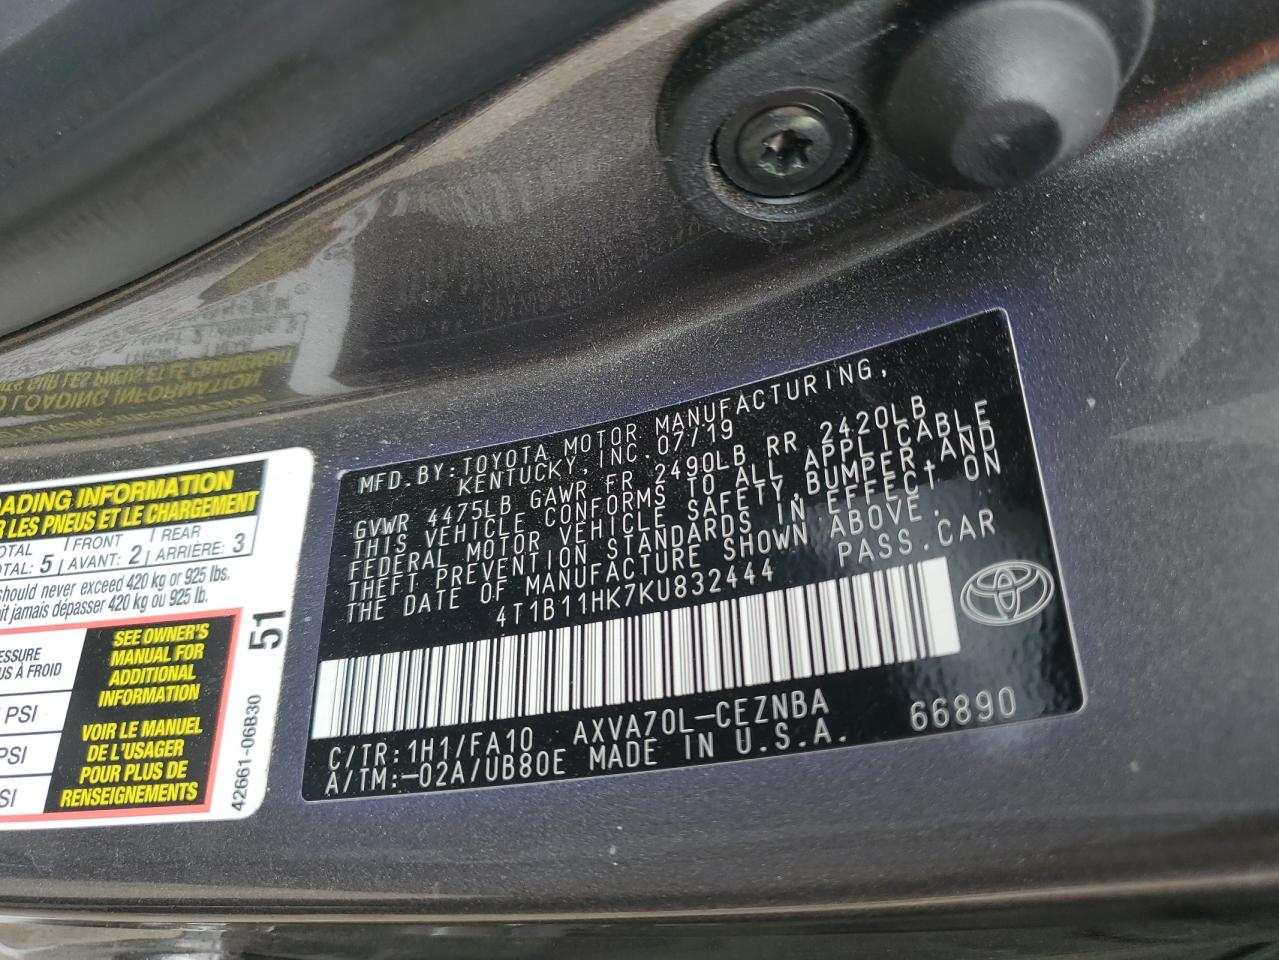 MFD. BY: TOYOTA MOTOR MANUFACTURING,
KENTUCKY, INC. 07/19
GVWR 4475LB GAWR FR 2490LB RR 2420LB
THIS VEHICLE CONFORMS TO ALL APPLICABLE
FEDERAL MOTOR VEHICLE SAFETY, BUMPER, AND
THEFT PREVENTION STANDARDS IN EFFECT ON
THE DATE OF MANUFACTURE SHOWN ABOVE.
4T1B11HK7KU832444 PASS.CAR
C/TR: 1H1/FA10 AXVA70L-CEZNBA 66890
A/TM:-02A/UB80E MADE IN U.S.A.
ADING INFORMATION
R LES PNEUS ET LE CHARGEMENT
OTAL 5 FRONT 2 REAR 3
TAL: AVANT: ARRIÈRE:
should never exceed 420 kg or 925 lbs.
it jamais dépasser 420 kg ou 925 lb.
ESSURE
US À FROID
PSI
PSI
SI
SEE OWNER'S
MANUAL FOR
ADDITIONAL
INFORMATION
VOIR LE MANUEL
DE L'USAGER
POUR PLUS DE
RENSEIGNEMENTS
51
42661-06B30